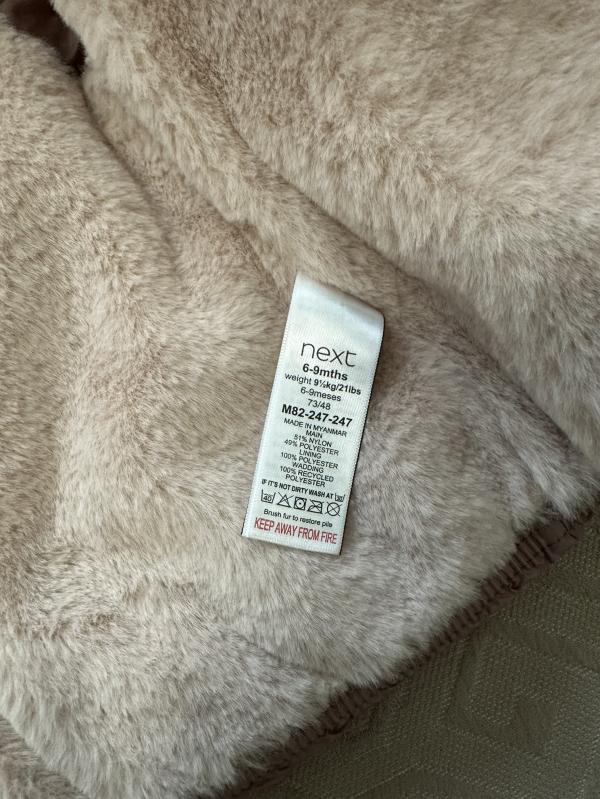 next
6-9mths
weight 9½kg/21lbs
6-9meses
73/48
M82-247-247
MADE IN MYANMAR
MAIN
51% NYLON
49% POLYESTER
LINING
100% POLYESTER
WADDING
100% RECYCLED
POLYESTER
IF IT'S NOT DIRTY WASH AT 30
40
Brush fur to restore pile
KEEP AWAY FROM FIRE